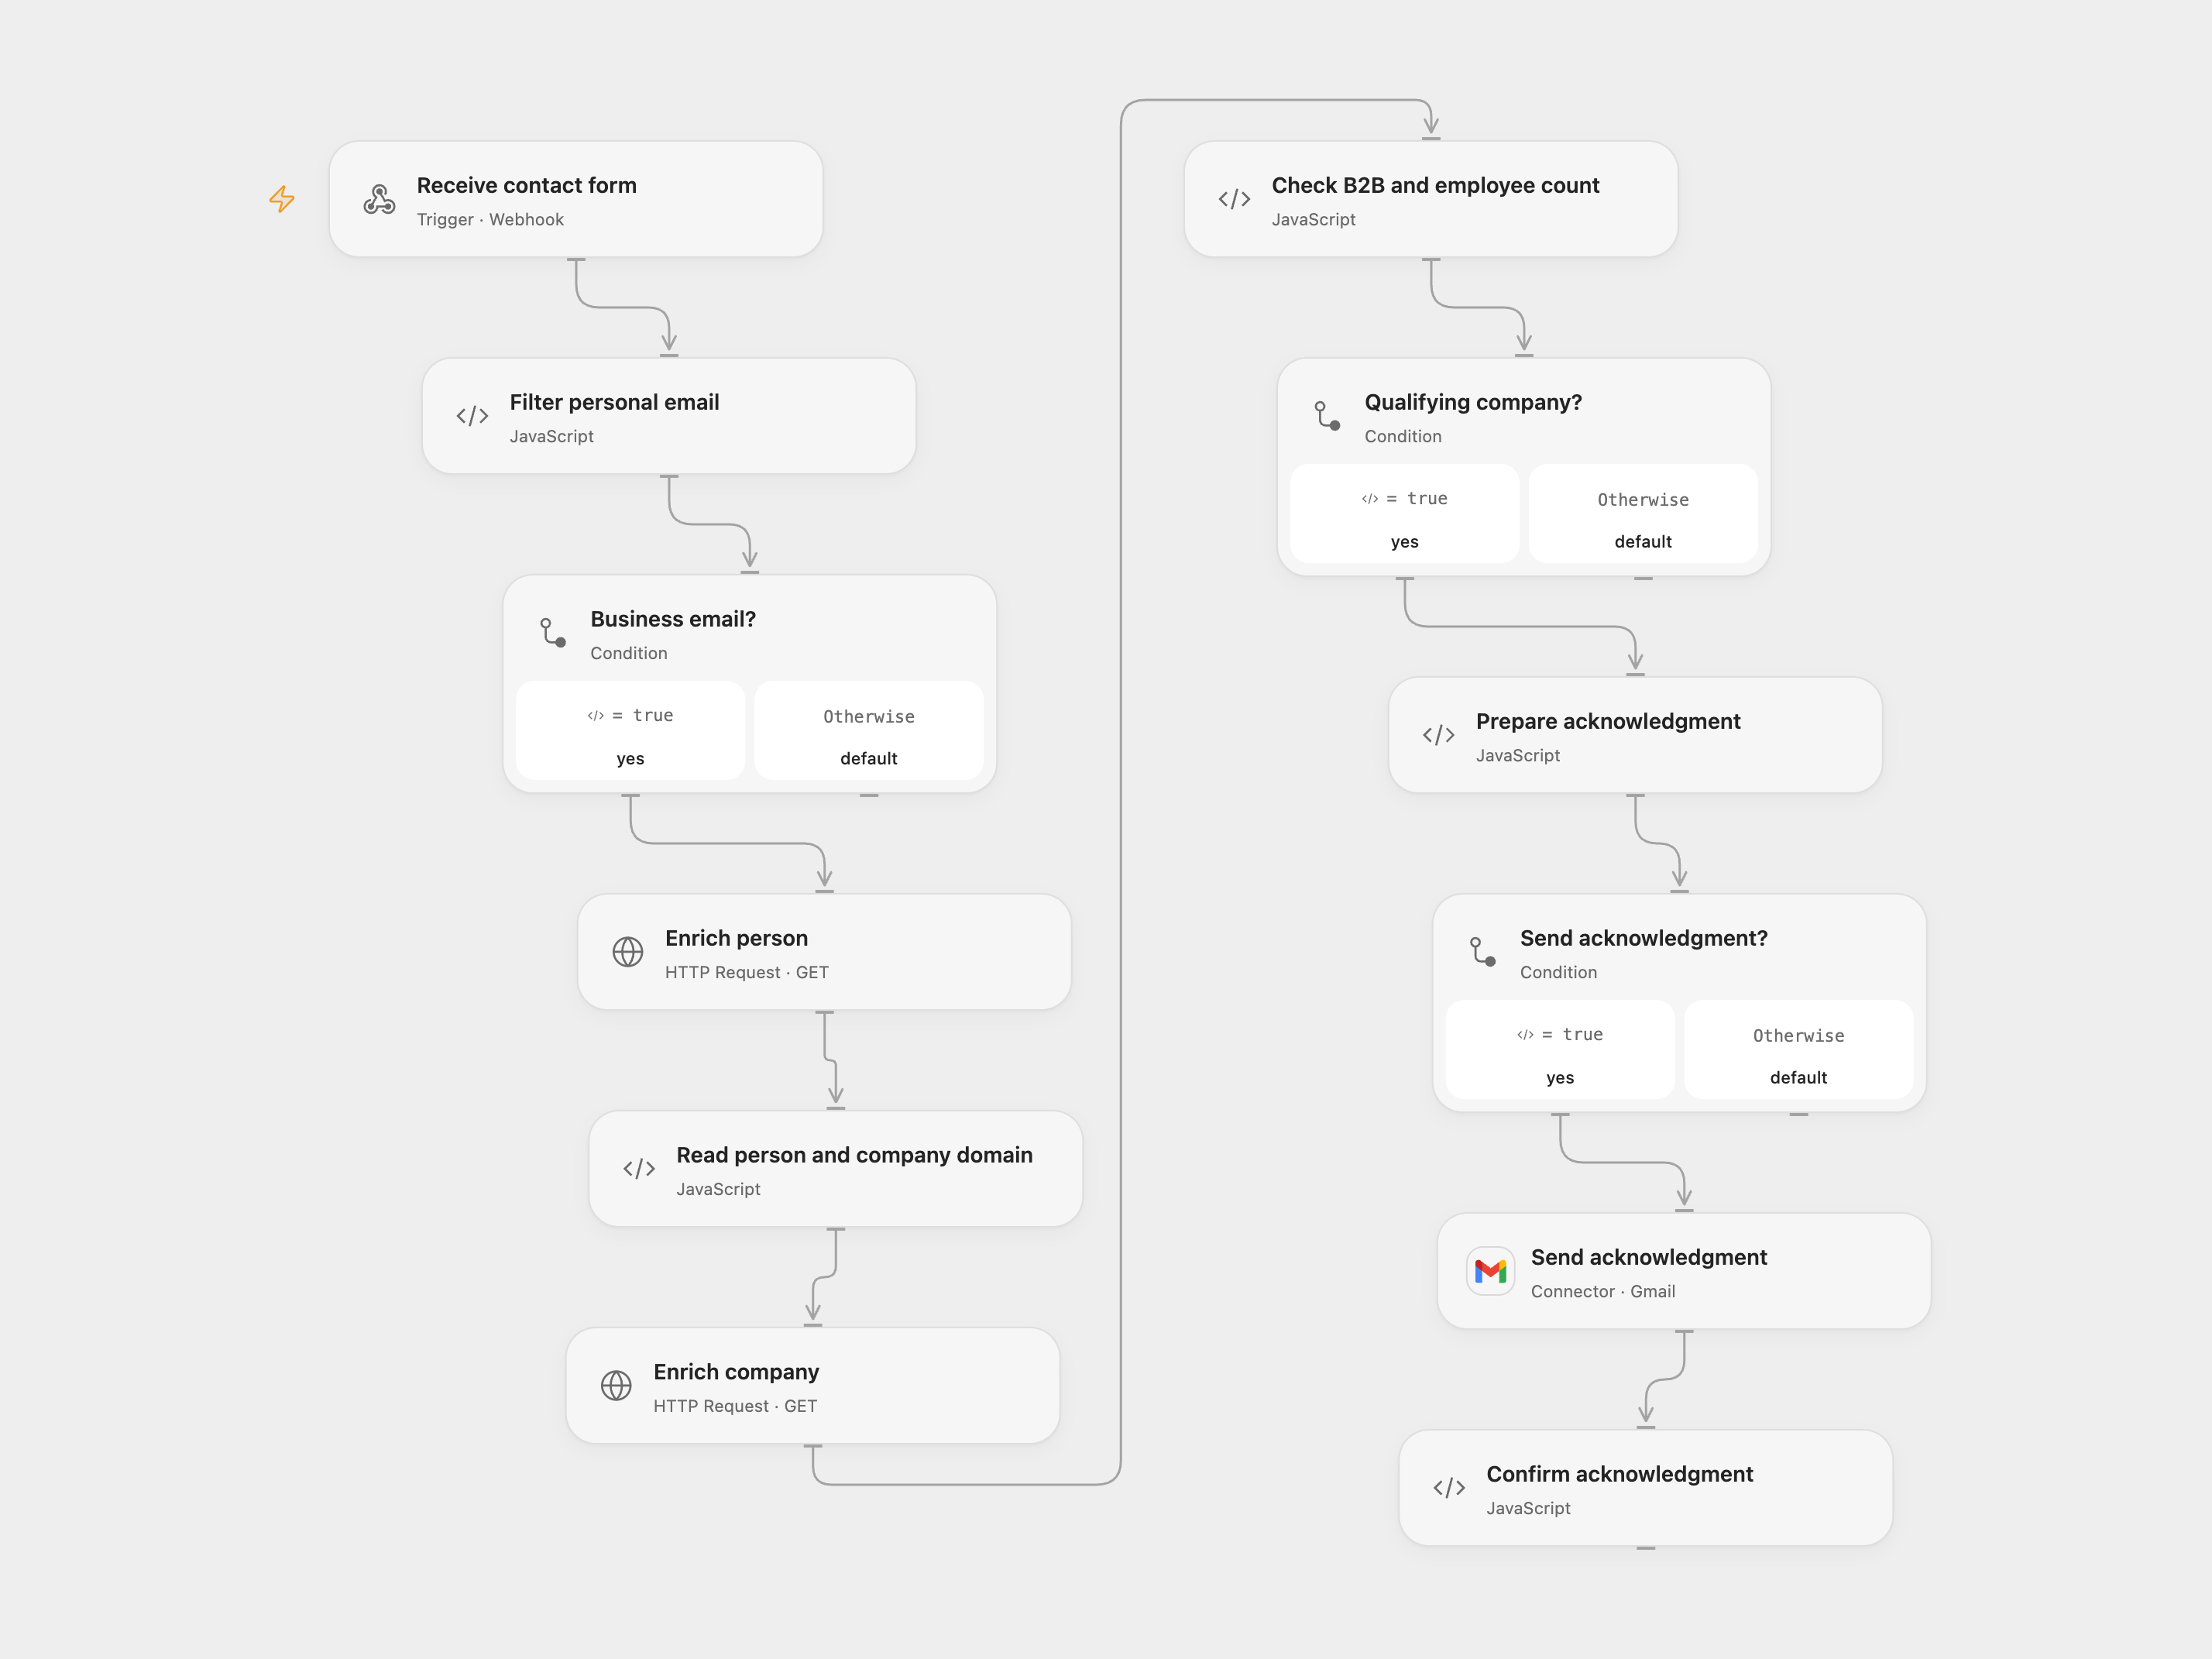 Receive contact form
Trigger · Webhook
Filter personal email
JavaScript
Business email?
Condition
</> = true
yes
Otherwise
default
Enrich person
HTTP Request · GET
Read person and company domain
JavaScript
Enrich company
HTTP Request · GET
Check B2B and employee count
JavaScript
Qualifying company?
Condition
</> = true
yes
Otherwise
default
Prepare acknowledgment
JavaScript
Send acknowledgment?
Condition
</> = true
yes
Otherwise
default
Send acknowledgment
Connector · Gmail
Confirm acknowledgment
JavaScript